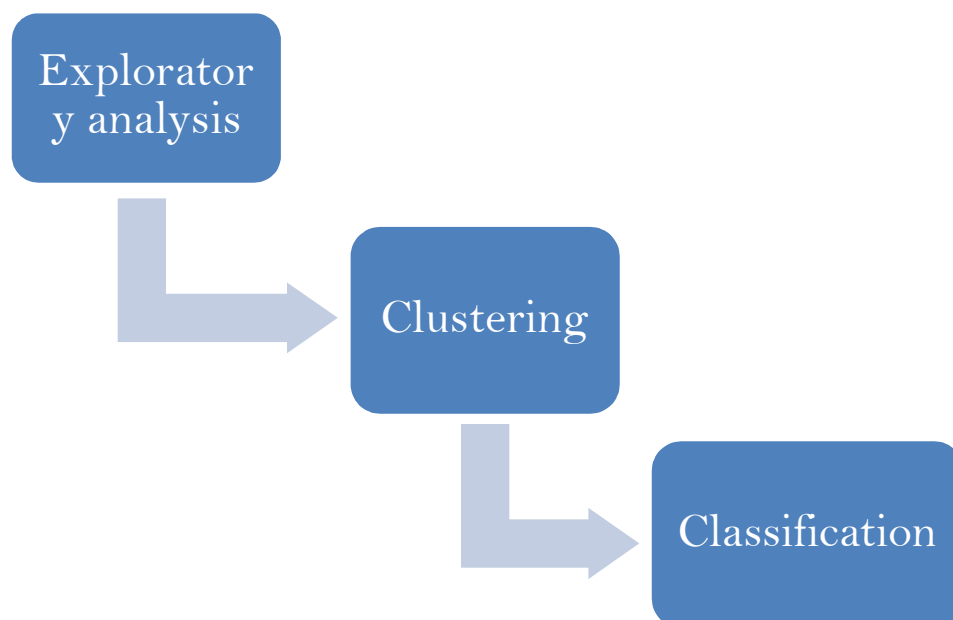 Explorator
y analysis
Clustering
Classification